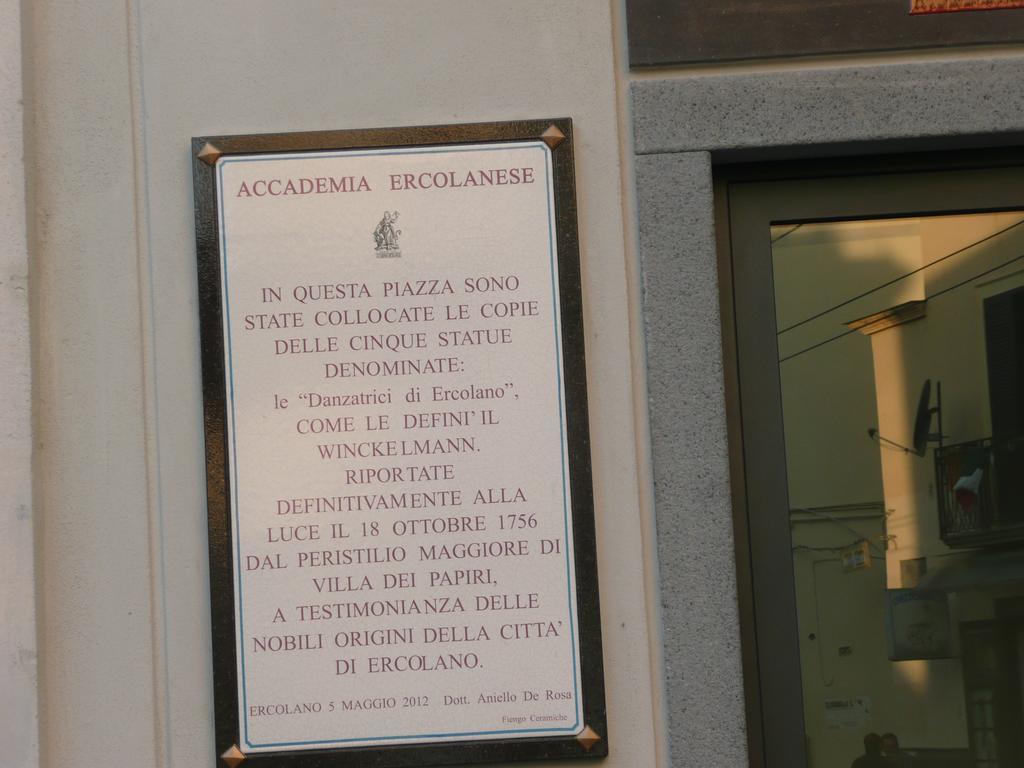 ACCADEMIA ERCOLANESE
IN QUESTA PIAZZA SONO
STATE COLLOCATE LE COPIE
DELLE CINQUE STATUE
DENOMINATE:
le “Danzatrici di Ercolano”,
COME LE DEFINI' IL
WINCKELMANN.
RIPORTATE
DEFINITIVAMENTE ALLA
LUCE IL 18 OTTOBRE 1756
DAL PERISTILIO MAGGIORE DI
VILLA DEI PAPIRI,
A TESTIMONIANZA DELLE
NOBILI ORIGINI DELLA CITTA'
DI ERCOLANO.
ERCOLANO 5 MAGGIO 2012 Dott. Aniello De Rosa
Fiengo Ceramiche